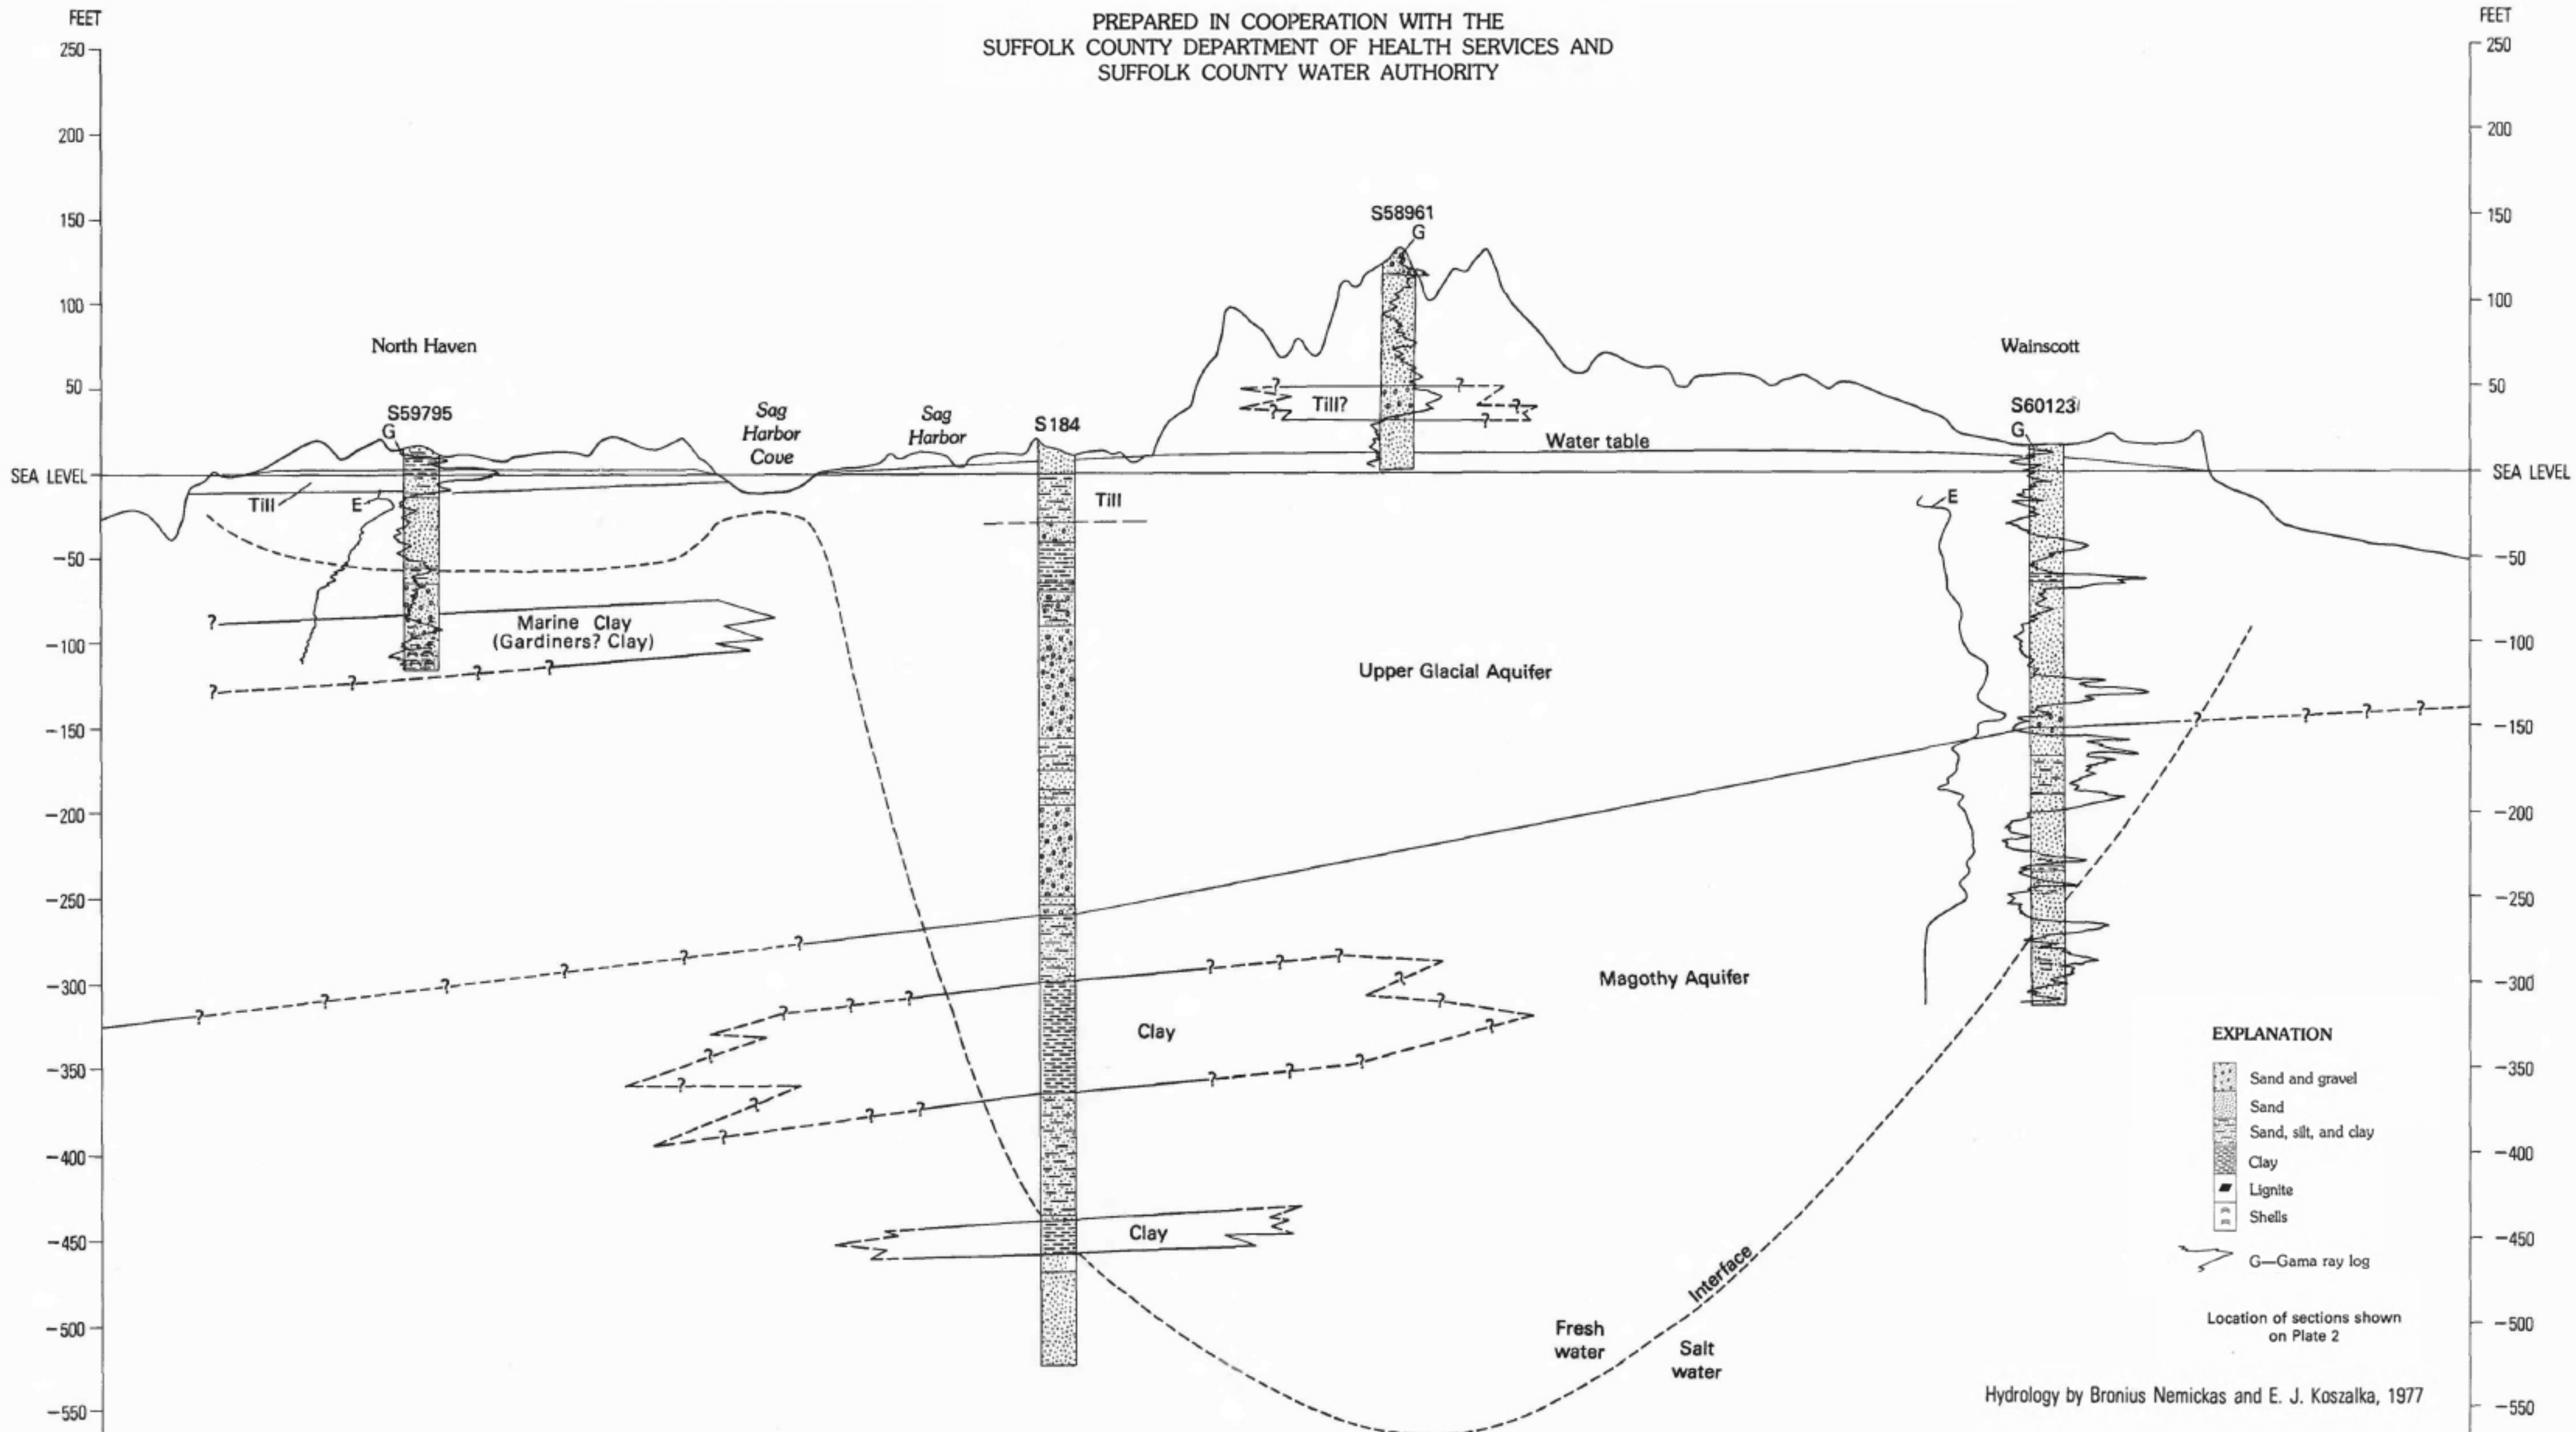 PREPARED IN COOPERATION WITH THE
SUFFOLK COUNTY DEPARTMENT OF HEALTH SERVICES AND
SUFFOLK COUNTY WATER AUTHORITY
FEET
250
200
150
100
50
SEA LEVEL
−50
−100
−150
−200
−250
−300
−350
−400
−450
−500
−550
FEET
250
200
150
100
50
SEA LEVEL
−50
−100
−150
−200
−250
−300
−350
−400
−450
−500
−550
North Haven
S59795
G
Till
E
Marine Clay
(Gardiners? Clay)
?
?
?
?
?
Sag
Harbor
Cove
Sag
Harbor
S184
Till
S58961
G
?
?
Till?
?
?
?
Water table
Wainscott
S60123
G
E
Upper Glacial Aquifer
?
?
?
?
?
?
?
?
?
?
Magothy Aquifer
?
?
?
?
?
?
?
?
Clay
?
?
?
?
?
?
?
?
?
?
?
Clay
Interface
Fresh
water
Salt
water
EXPLANATION
Sand and gravel
Sand
Sand, silt, and clay
Clay
Lignite
Shells
G—Gama ray log
Location of sections shown
on Plate 2
Hydrology by Bronius Nemickas and E. J. Koszalka, 1977